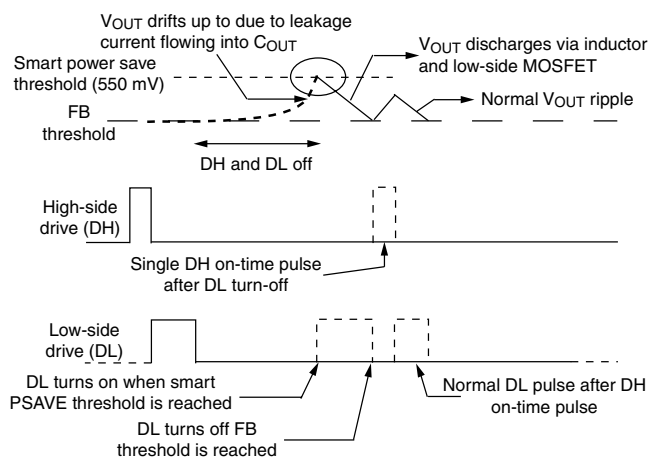 VOUT drifts up to due to leakage
current flowing into COUT
Smart power save
threshold (550 mV)
FB
threshold
VOUT discharges via inductor
and low-side MOSFET
Normal VOUT ripple
DH and DL off
High-side
drive (DH)
Single DH on-time pulse
after DL turn-off
Low-side
drive (DL)
DL turns on when smart
PSAVE threshold is reached
DL turns off FB
threshold is reached
Normal DL pulse after DH
on-time pulse